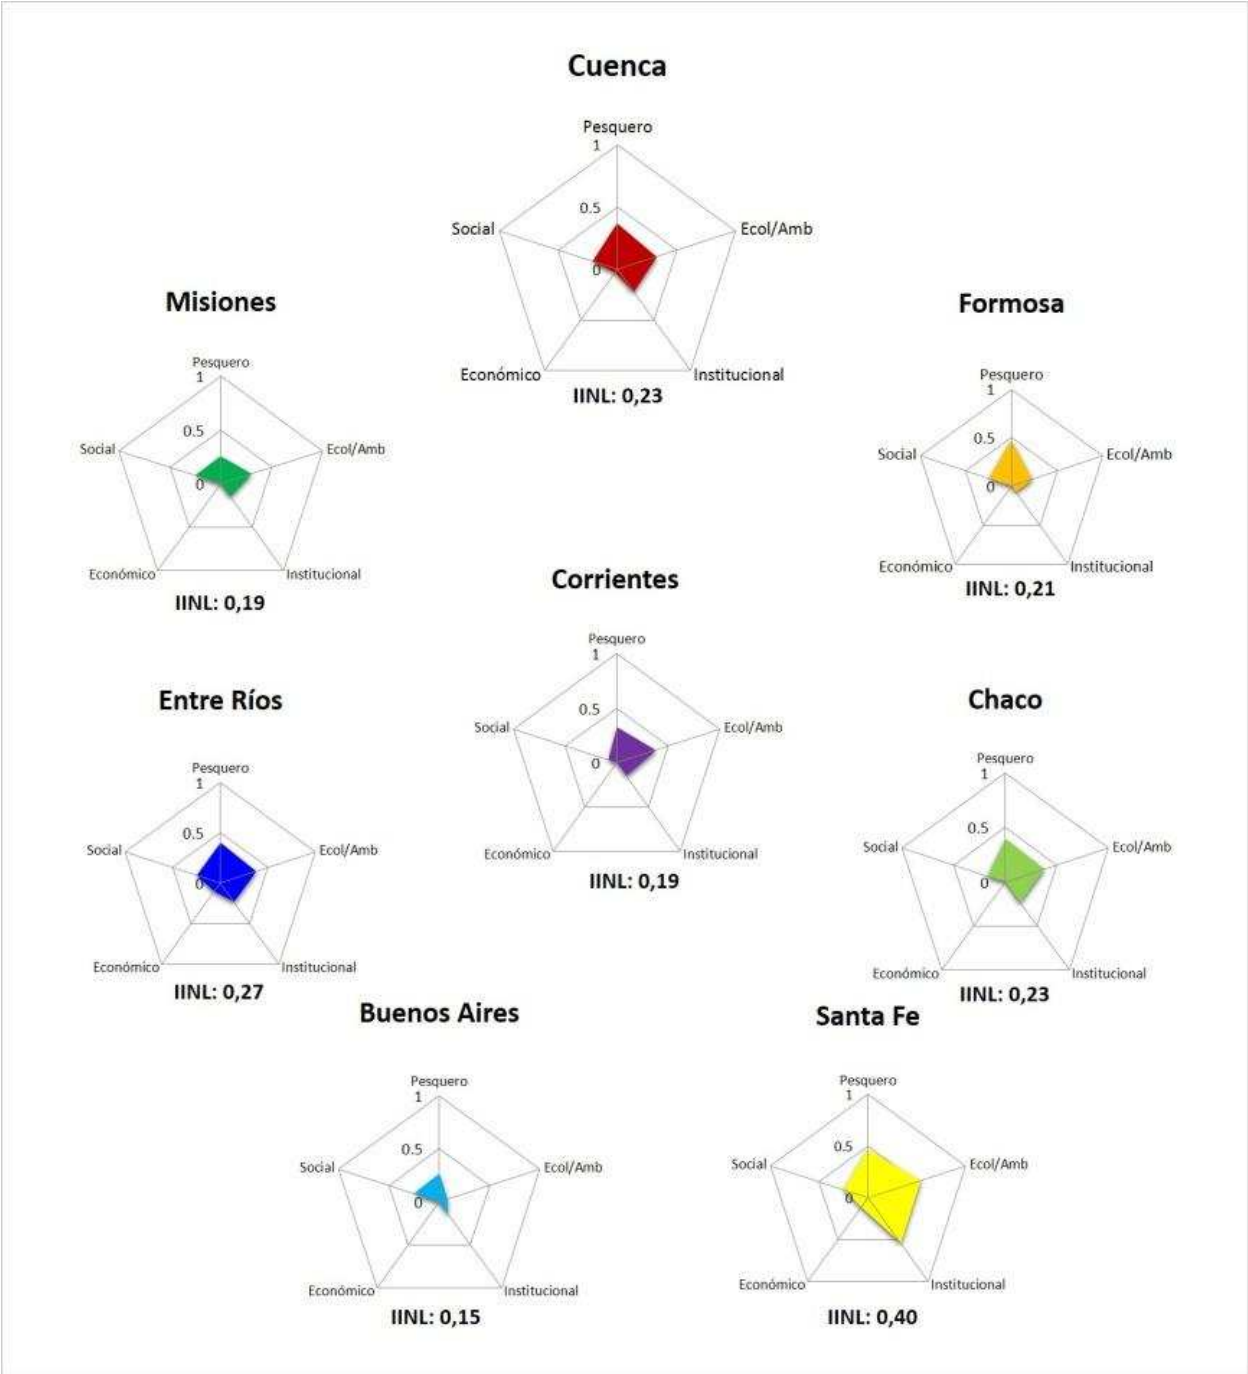 Cuenca
Pesquero
1
0.5
Social
Ecol/Amb
0
Económico
Institucional
IINL: 0,23
Misiones
Pesquero
1
0.5
Social
Ecol/Amb
0
Económico
Institucional
IINL: 0,19
Formosa
Pesquero
1
0.5
Social
Ecol/Amb
0
Económico
Institucional
IINL: 0,21
Corrientes
Pesquero
1
0.5
Social
Ecol/Amb
0
Económico
Institucional
IINL: 0,19
Entre Ríos
Pesquero
1
0.5
Social
Ecol/Amb
0
Económico
Institucional
IINL: 0,27
Chaco
Pesquero
1
0.5
Social
Ecol/Amb
0
Económico
Institucional
IINL: 0,23
Buenos Aires
Pesquero
1
0.5
Social
Ecol/Amb
0
Económico
Institucional
IINL: 0,15
Santa Fe
Pesquero
1
0.5
Social
Ecol/Amb
0
Económico
Institucional
IINL: 0,40